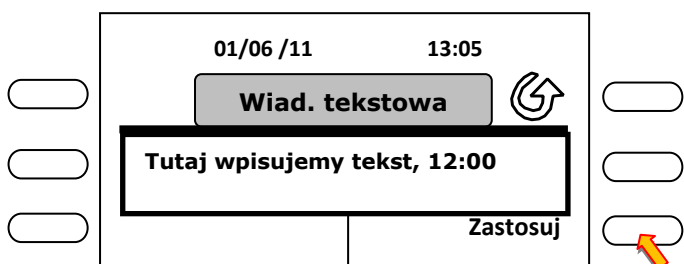 01/06 /11 13:05
Wiad. tekstowa
Tutaj wpisujemy tekst, 12:00
Zastosuj